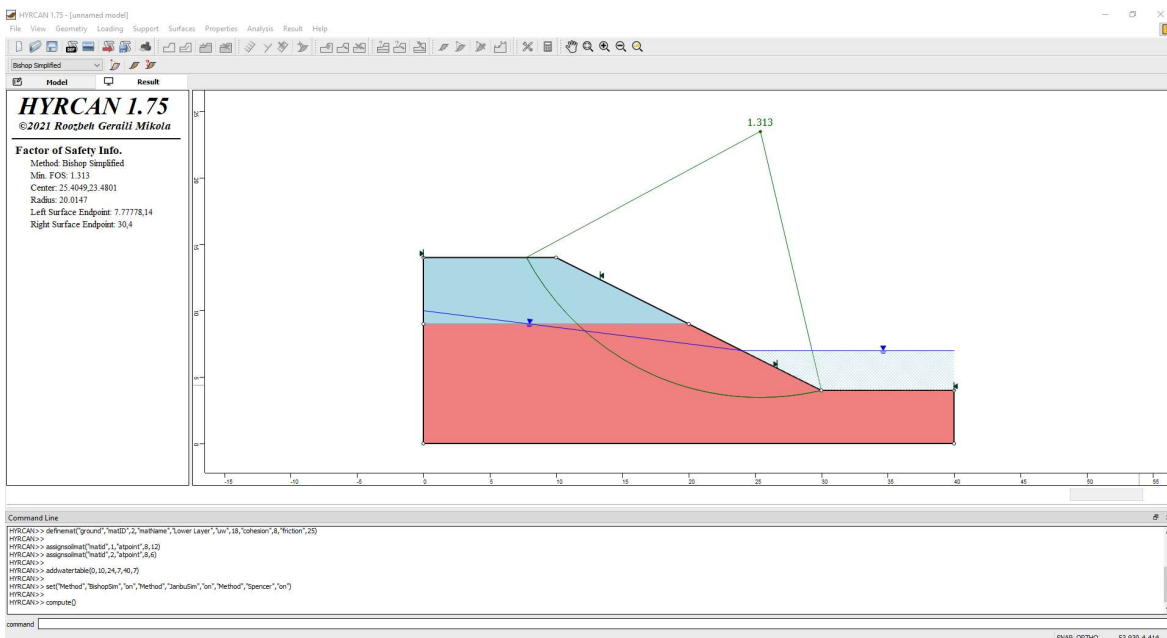 HYRCAN 1.75 - [unnamed model]
File View Geometry Loading Support Surfaces Properties Analysis Result Help
Bishop Simplified
Model Result
HYRCAN 1.75
©2021 Roozbeh Geraili Mikola
Factor of Safety Info.
Method: Bishop Simplified
Min. FOS: 1.313
Center: 25.4049,23.4801
Radius: 20.0147
Left Surface Endpoint: 7.77778,14
Right Surface Endpoint: 30,4
25
20
15
10
5
0
1.313
-15 -10 -5 0 5 10 15 20 25 30 35 40 45 50 55
Command Line
HYRCAN>> definemat("ground","matID",2,"matName","Lower Layer","uw",18,"cohesion",8,"friction",25)
HYRCAN>>
HYRCAN>> assignsoilmat("matid",1,"atpoint",8,12)
HYRCAN>> assignsoilmat("matid",2,"atpoint",8,6)
HYRCAN>>
HYRCAN>> addwatertable(0,10,24,7,40,7)
HYRCAN>>
HYRCAN>> set("Method","BishopSim","on","Method","JanbuSim","on","Method","Spencer","on")
HYRCAN>>
HYRCAN>> compute()
command
SNAP ORTHO